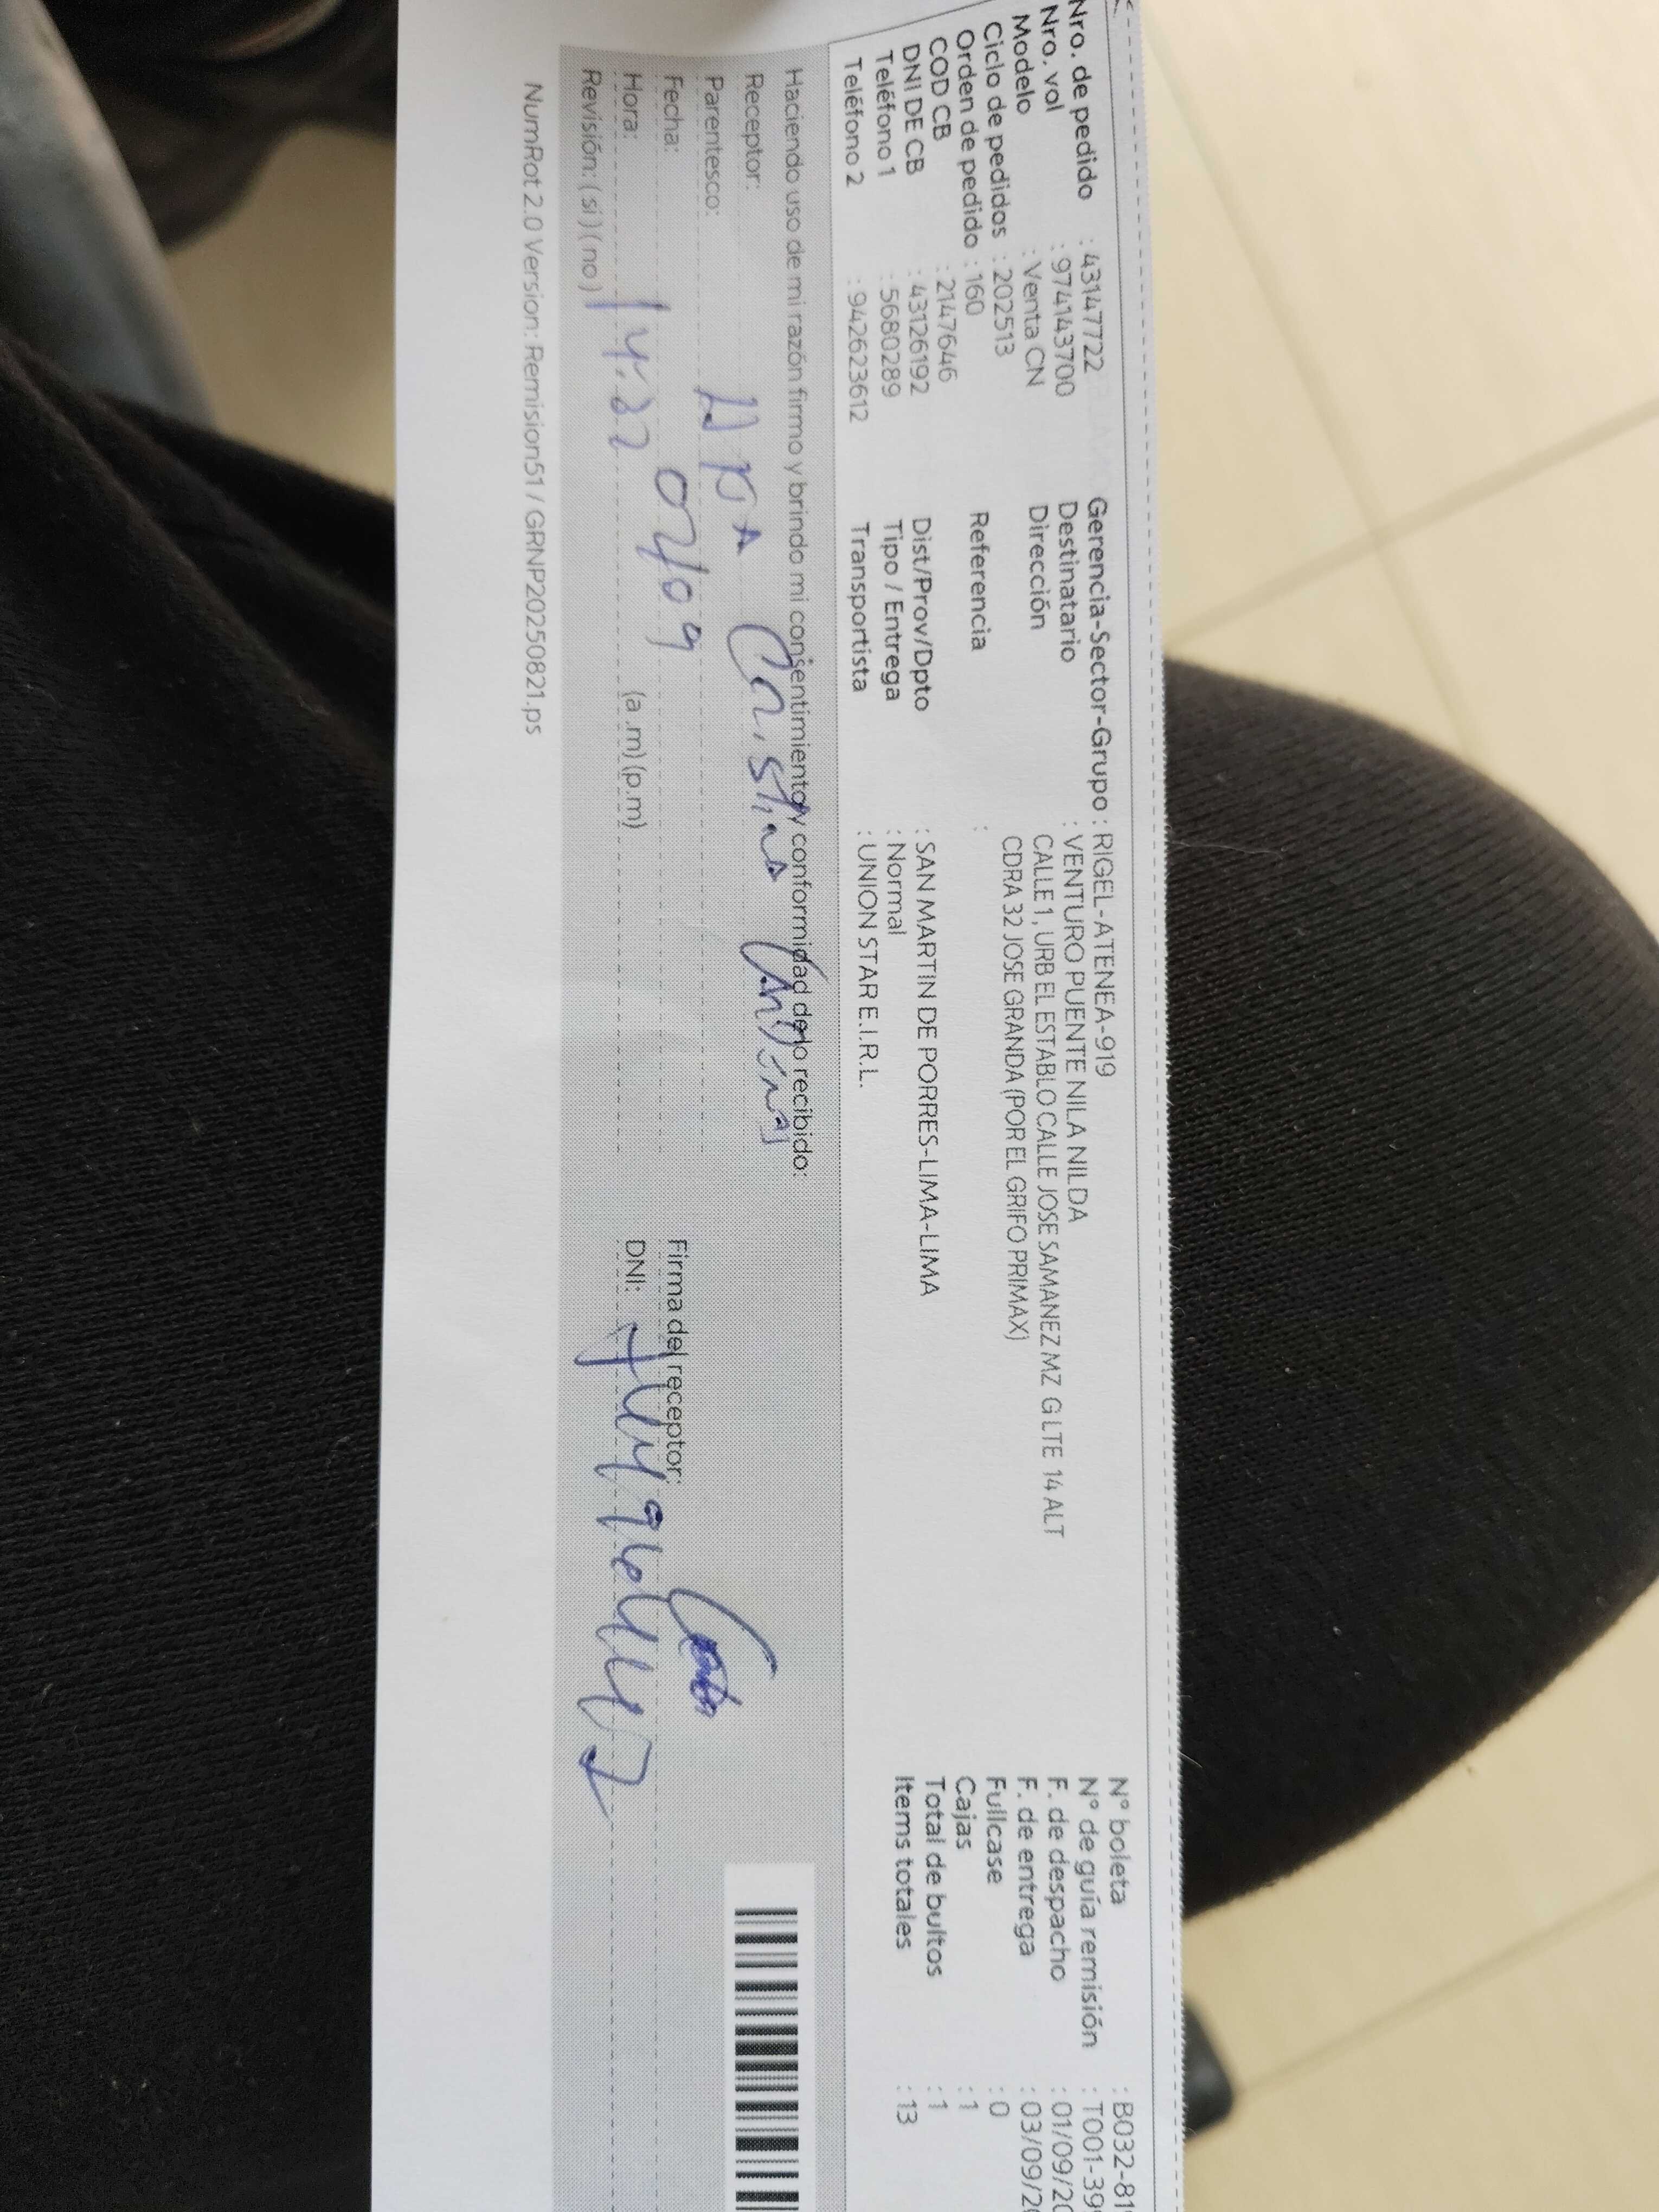 Nro. de pedido : 43147722
Nro. vol : 974143700
Modelo : Venta CN
Ciclo de pedidos : 202513
Orden de pedido : 160
COD CB : 2147646
DNI DE CB : 43126192
Teléfono 1 : 5680289
Teléfono 2 : 942623612
Gerencia-Sector-Grupo : RIGEL-ATENEA-919
Destinatario : VENTURO PUENTE NILA NILDA
Dirección : CALLE 1, URB EL ESTABLO CALLE JOSE SAMANEZ MZ G LTE 14 ALT
CDRA 32 JOSE GRANDA (POR EL GRIFO PRIMAX)
Referencia :
Dist/Prov/Dpto : SAN MARTIN DE PORRES-LIMA-LIMA
Tipo / Entrega : Normal
Transportista : UNION STAR E.I.R.L.
N° boleta : B032-81
N° de guía remisión : T001-39
F. de despacho : 01/09/20
F. de entrega : 03/09/20
Fullcase : 0
Cajas : 1
Total de bultos : 1
Items totales : 13
Haciendo uso de mi razón firmo y brindo mi consentimiento y conformidad de lo recibido:
Receptor:
Parentesco:
Fecha:
Hora: (a.m) (p.m)
Revisión: (si) (no)
Firma del receptor:
DNI:
NumRot 2.0 Version: Remision51 / GRNP20250821.ps